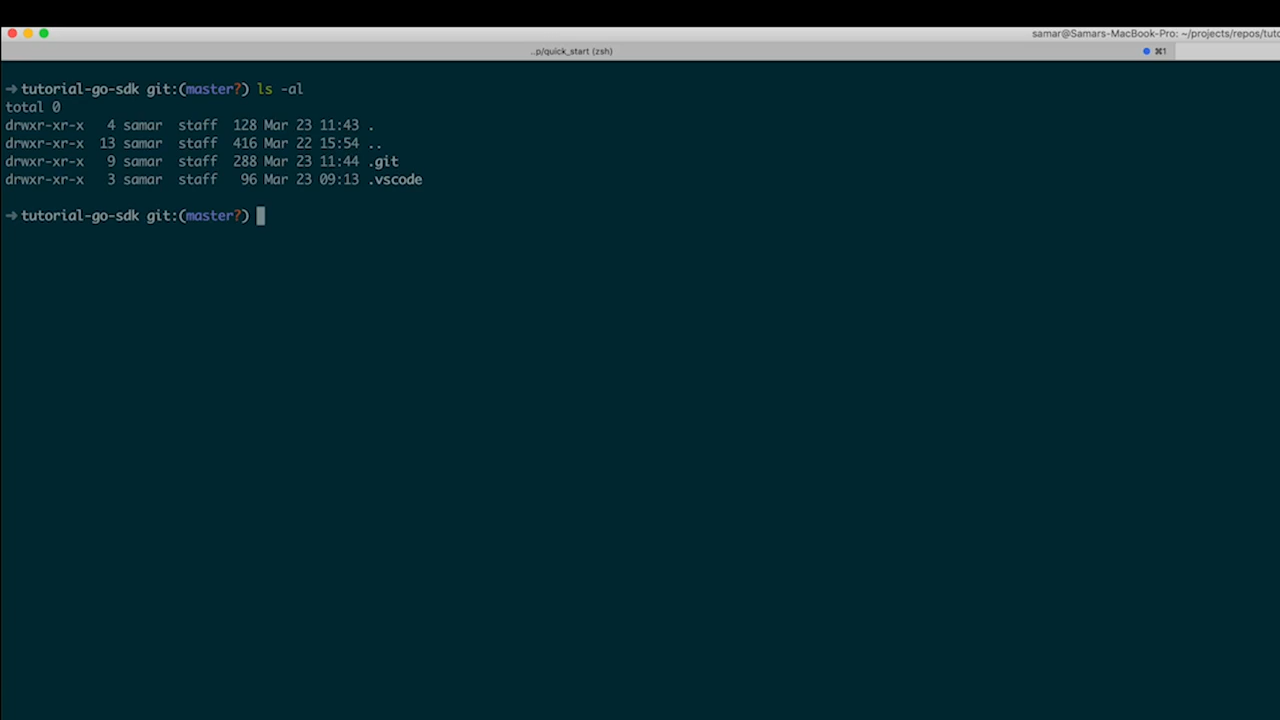 samar@Samars-MacBook-Pro: ~/projects/repos/tuto
..p/quick_start (zsh)
⌘1
➜ tutorial-go-sdk git:(master?) ls -al
total 0
drwxr-xr-x 4 samar staff 128 Mar 23 11:43 .
drwxr-xr-x 13 samar staff 416 Mar 22 15:54 ..
drwxr-xr-x 9 samar staff 288 Mar 23 11:44 .git
drwxr-xr-x 3 samar staff 96 Mar 23 09:13 .vscode
➜ tutorial-go-sdk git:(master?)